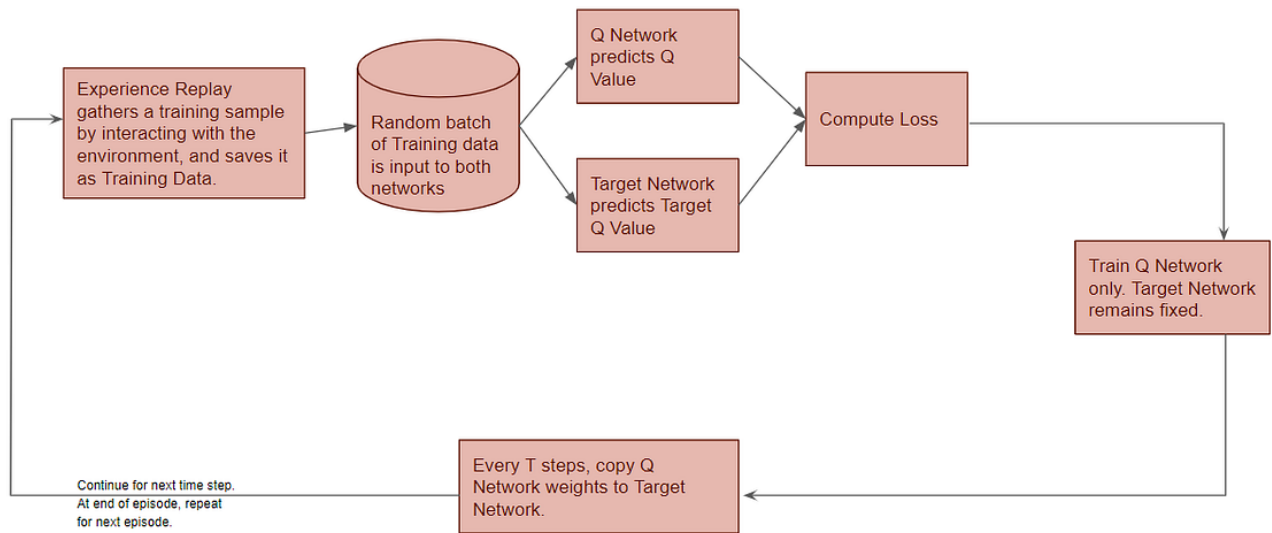 Experience Replay
gathers a training sample
by interacting with the
environment, and saves it
as Training Data.
Random batch
of Training data
is input to both
networks
Q Network
predicts Q
Value
Target Network
predicts Target
Q Value
Compute Loss
Train Q Network
only. Target Network
remains fixed.
Every T steps, copy Q
Network weights to Target
Network.
Continue for next time step.
At end of episode, repeat
for next episode.